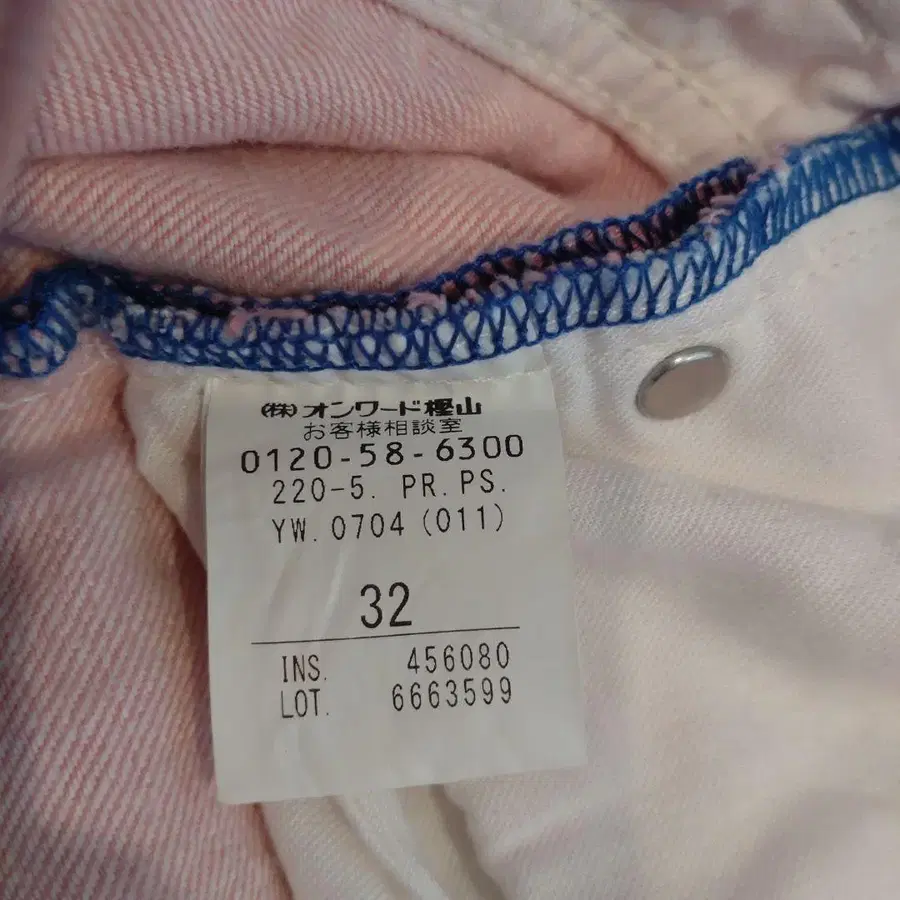 (株)オンワード樫山
お客様相談室
0120-58-6300
220-5. PR.PS.
YW.0704(011)
32
INS. 456080
LOT. 6663599